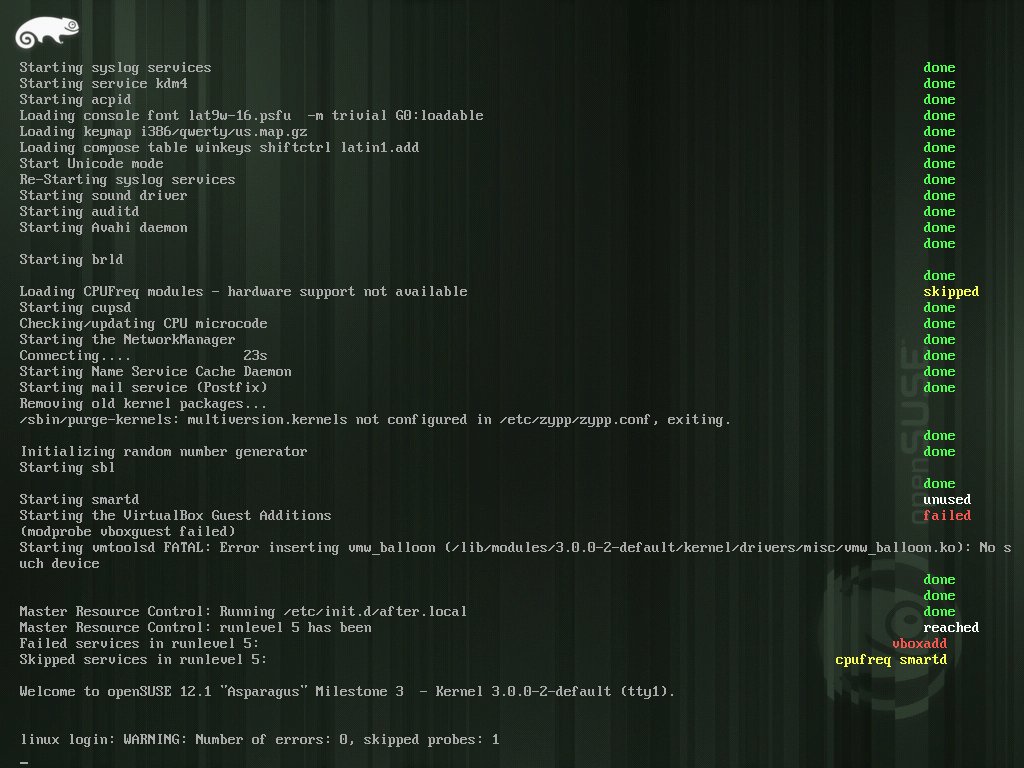 Starting syslog services done
Starting service kdm4 done
Starting acpid done
Loading console font lat9w-16.psfu  -m trivial G0:loadable done
Loading keymap i386/qwerty/us.map.gz done
Loading compose table winkeys shiftctrl latin1.add done
Start Unicode mode done
Re-Starting syslog services done
Starting sound driver done
Starting auditd done
Starting Avahi daemon done
done
Starting brld
done
Loading CPUFreq modules - hardware support not available skipped
Starting cupsd done
Checking/updating CPU microcode done
Starting the NetworkManager done
Connecting.... 23s done
Starting Name Service Cache Daemon done
Starting mail service (Postfix) done
Removing old kernel packages...
/sbin/purge-kernels: multiversion.kernels not configured in /etc/zypp/zypp.conf, exiting.
done
Initializing random number generator done
Starting sbl
done
Starting smartd unused
Starting the VirtualBox Guest Additions failed
(modprobe vboxguest failed)
Starting vmtoolsd FATAL: Error inserting vmw_balloon (/lib/modules/3.0.0-2-default/kernel/drivers/misc/vmw_balloon.ko): No s
uch device
done
done
Master Resource Control: Running /etc/init.d/after.local done
Master Resource Control: runlevel 5 has been reached
Failed services in runlevel 5: vboxadd
Skipped services in runlevel 5: cpufreq smartd
Welcome to openSUSE 12.1 "Asparagus" Milestone 3  - Kernel 3.0.0-2-default (tty1).
linux login: WARNING: Number of errors: 0, skipped probes: 1
_
openSUSE